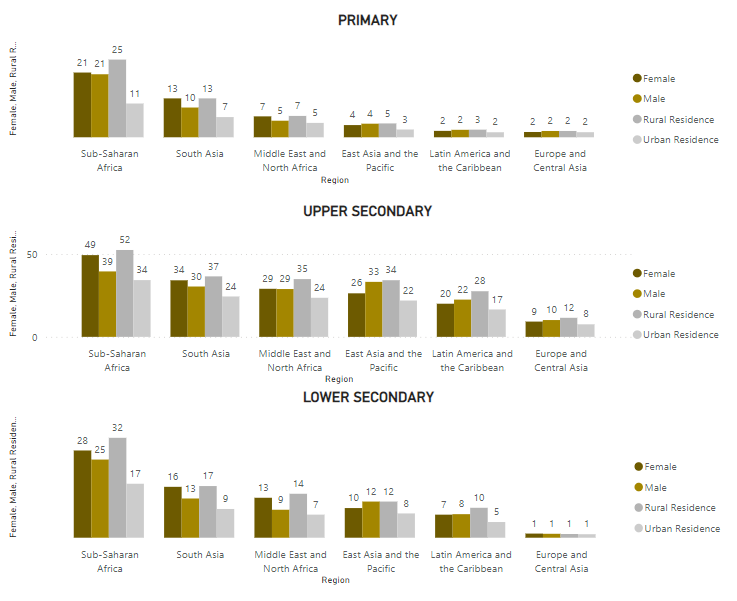 PRIMARY
Female, Male, Rural R...
21 21 25 11 13 10 13 7 7 5 7 5 4 4 5 3 2 2 3 2 2 2 2 2
Sub-Saharan Africa
South Asia
Middle East and North Africa
East Asia and the Pacific
Latin America and the Caribbean
Europe and Central Asia
Region
Female
Male
Rural Residence
Urban Residence
UPPER SECONDARY
Female, Male, Rural Resi...
50
0
49 39 52 34 34 30 37 24 29 29 35 24 26 33 34 22 20 22 28 17 9 10 12 8
Sub-Saharan Africa
South Asia
Middle East and North Africa
East Asia and the Pacific
Latin America and the Caribbean
Europe and Central Asia
Region
Female
Male
Rural Residence
Urban Residence
LOWER SECONDARY
Female, Male, Rural Residen...
28 25 32 17 16 13 17 9 13 9 14 7 10 12 12 8 7 8 10 5 1 1 1 1
Sub-Saharan Africa
South Asia
Middle East and North Africa
East Asia and the Pacific
Latin America and the Caribbean
Europe and Central Asia
Region
Female
Male
Rural Residence
Urban Residence